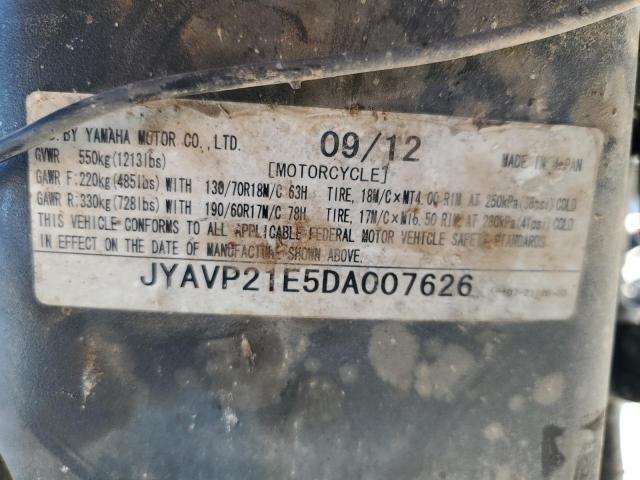 BY YAMAHA MOTOR CO.,LTD. 09/12 MADE IN JAPAN
GVWR 550kg(1213lbs) [MOTORCYCLE]
GAWR F:220kg(485lbs) WITH 130/70R18M/C 63H TIRE, 18M/C×MT4.00 RIM AT 250kPa(36psi) COLD
GAWR R:330kg(728lbs) WITH 190/60R17M/C 78H TIRE, 17M/C×MT6.50 RIM AT 280kPa(41psi) COLD
THIS VEHICLE CONFORMS TO ALL APPLICABLE FEDERAL MOTOR VEHICLE SAFETY STANDARDS
IN EFFECT ON THE DATE OF MANUFACTURE SHOWN ABOVE.
JYAVP21E5DA007626